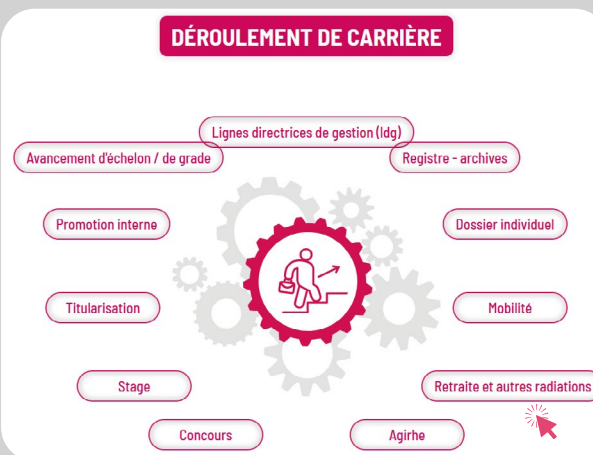 DÉROULEMENT DE CARRIÈRE
Lignes directrices de gestion (ldg)
Avancement d'échelon / de grade
Registre - archives
Promotion interne
Dossier individuel
Titularisation
Mobilité
Stage
Retraite et autres radiations
Concours
Agirhe